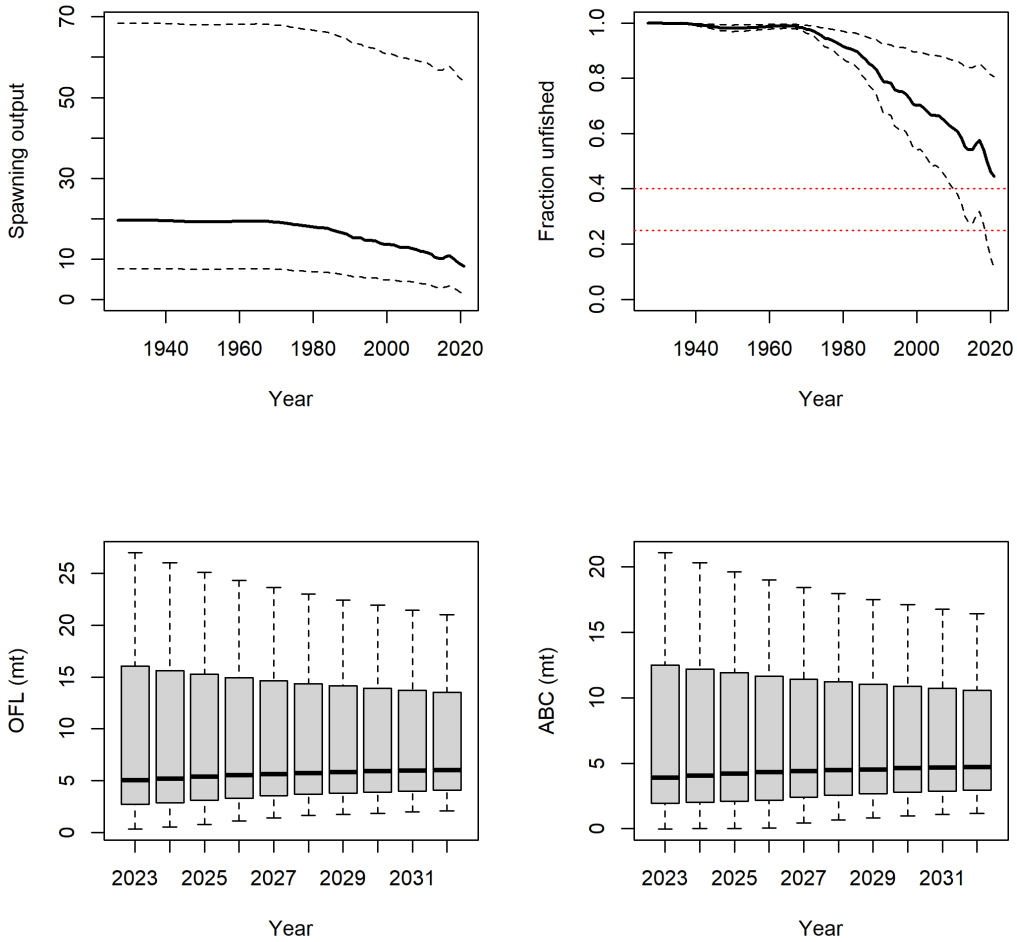 Spawning output
70
50
30
10
0
1940 1960 1980 2000 2020
Year
Fraction unfished
1.0
0.8
0.6
0.4
0.2
0.0
1940 1960 1980 2000 2020
Year
OFL (mt)
25
20
15
10
5
0
2023 2025 2027 2029 2031
Year
ABC (mt)
20
15
10
5
0
2023 2025 2027 2029 2031
Year